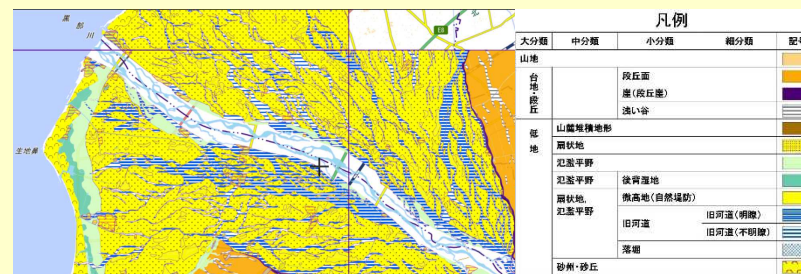 黒部川
E8
生地鼻
凡例
大分類 中分類 小分類 細分類 記号
山地
台地・段丘
段丘面
崖(段丘崖)
浅い谷
低地
山麓堆積地形
扇状地
氾濫平野
氾濫平野 後背湿地
扇状地,氾濫平野
微高地(自然堤防)
旧河道
旧河道(明瞭)
旧河道(不明瞭)
落堀
砂州・砂丘